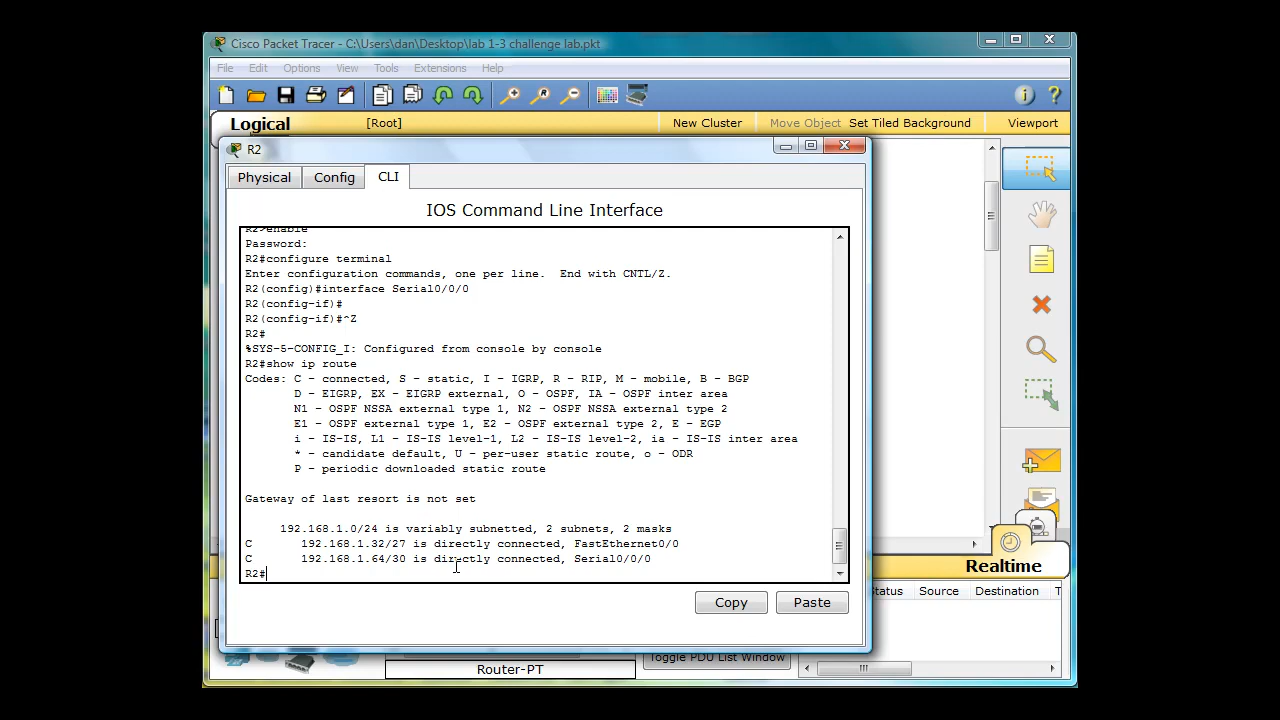 Cisco Packet Tracer - C:\Users\dan\Desktop\lab 1-3 challenge lab.pkt
File Edit Options View Tools Extensions Help
Logical [Root] New Cluster Move Object Set Tiled Background Viewport
R2
Physical Config CLI
IOS Command Line Interface
R2>enable
Password:
R2#configure terminal
Enter configuration commands, one per line.  End with CNTL/Z.
R2(config)#interface Serial0/0/0
R2(config-if)#
R2(config-if)#^Z
R2#
%SYS-5-CONFIG_I: Configured from console by console
R2#show ip route
Codes: C - connected, S - static, I - IGRP, R - RIP, M - mobile, B - BGP
D - EIGRP, EX - EIGRP external, O - OSPF, IA - OSPF inter area
N1 - OSPF NSSA external type 1, N2 - OSPF NSSA external type 2
E1 - OSPF external type 1, E2 - OSPF external type 2, E - EGP
i - IS-IS, L1 - IS-IS level-1, L2 - IS-IS level-2, ia - IS-IS inter area
* - candidate default, U - per-user static route, o - ODR
P - periodic downloaded static route
Gateway of last resort is not set
192.168.1.0/24 is variably subnetted, 2 subnets, 2 masks
C 192.168.1.32/27 is directly connected, FastEthernet0/0
C 192.168.1.64/30 is directly connected, Serial0/0/0
R2#
Copy Paste
Realtime
Status Source Destination T
Router-PT
Toggle PDU List Window